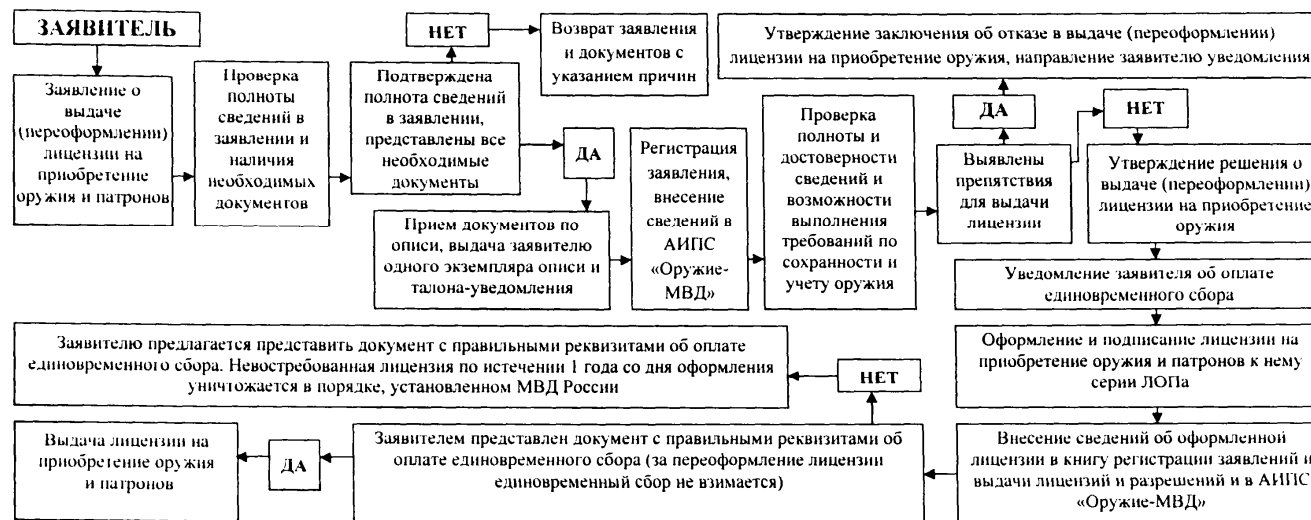 ЗАЯВИТЕЛЬ
Заявление о
выдаче
(переоформлении)
лицензии на
приобретение
оружия и патронов
Проверка
полноты
сведений в
заявлении и
наличия
необходимых
документов
НЕТ
Подтверждена
полнота сведений
в заявлении,
представлены все
необходимые
документы
Возврат заявления
и документов с
указанием причин
ДА
Прием документов по
описи, выдача заявителю
одного экземпляра описи и
талона-уведомления
Регистрация
заявления,
внесение
сведений в
АИПС
«Оружие-
МВД»
Проверка
полноты и
достоверности
сведений и
возможности
выполнения
требований по
сохранности и
учету оружия
Утверждение заключения об отказе в выдаче (переоформлении)
лицензии на приобретение оружия, направление заявителю уведомления
ДА
НЕТ
Выявлены
препятствия
для выдачи
лицензии
Утверждение решения о
выдаче (переоформлении)
лицензии на приобретение
оружия
Уведомление заявителя об оплате
единовременного сбора
Оформление и подписание лицензии на
приобретение оружия и патронов к нему
серии ЛОПа
Внесение сведений об оформленной
лицензии в книгу регистрации заявлений и
выдачи лицензий и разрешений и в АИПС
«Оружие-МВД»
Заявителю предлагается представить документ с правильными реквизитами об оплате
единовременного сбора. Невостребованная лицензия по истечении 1 года со дня оформления
уничтожается в порядке, установленном МВД России
НЕТ
Заявителем представлен документ с правильными реквизитами об
оплате единовременного сбора (за переоформление лицензии
единовременный сбор не взимается)
ДА
Выдача лицензии на
приобретение оружия
и патронов